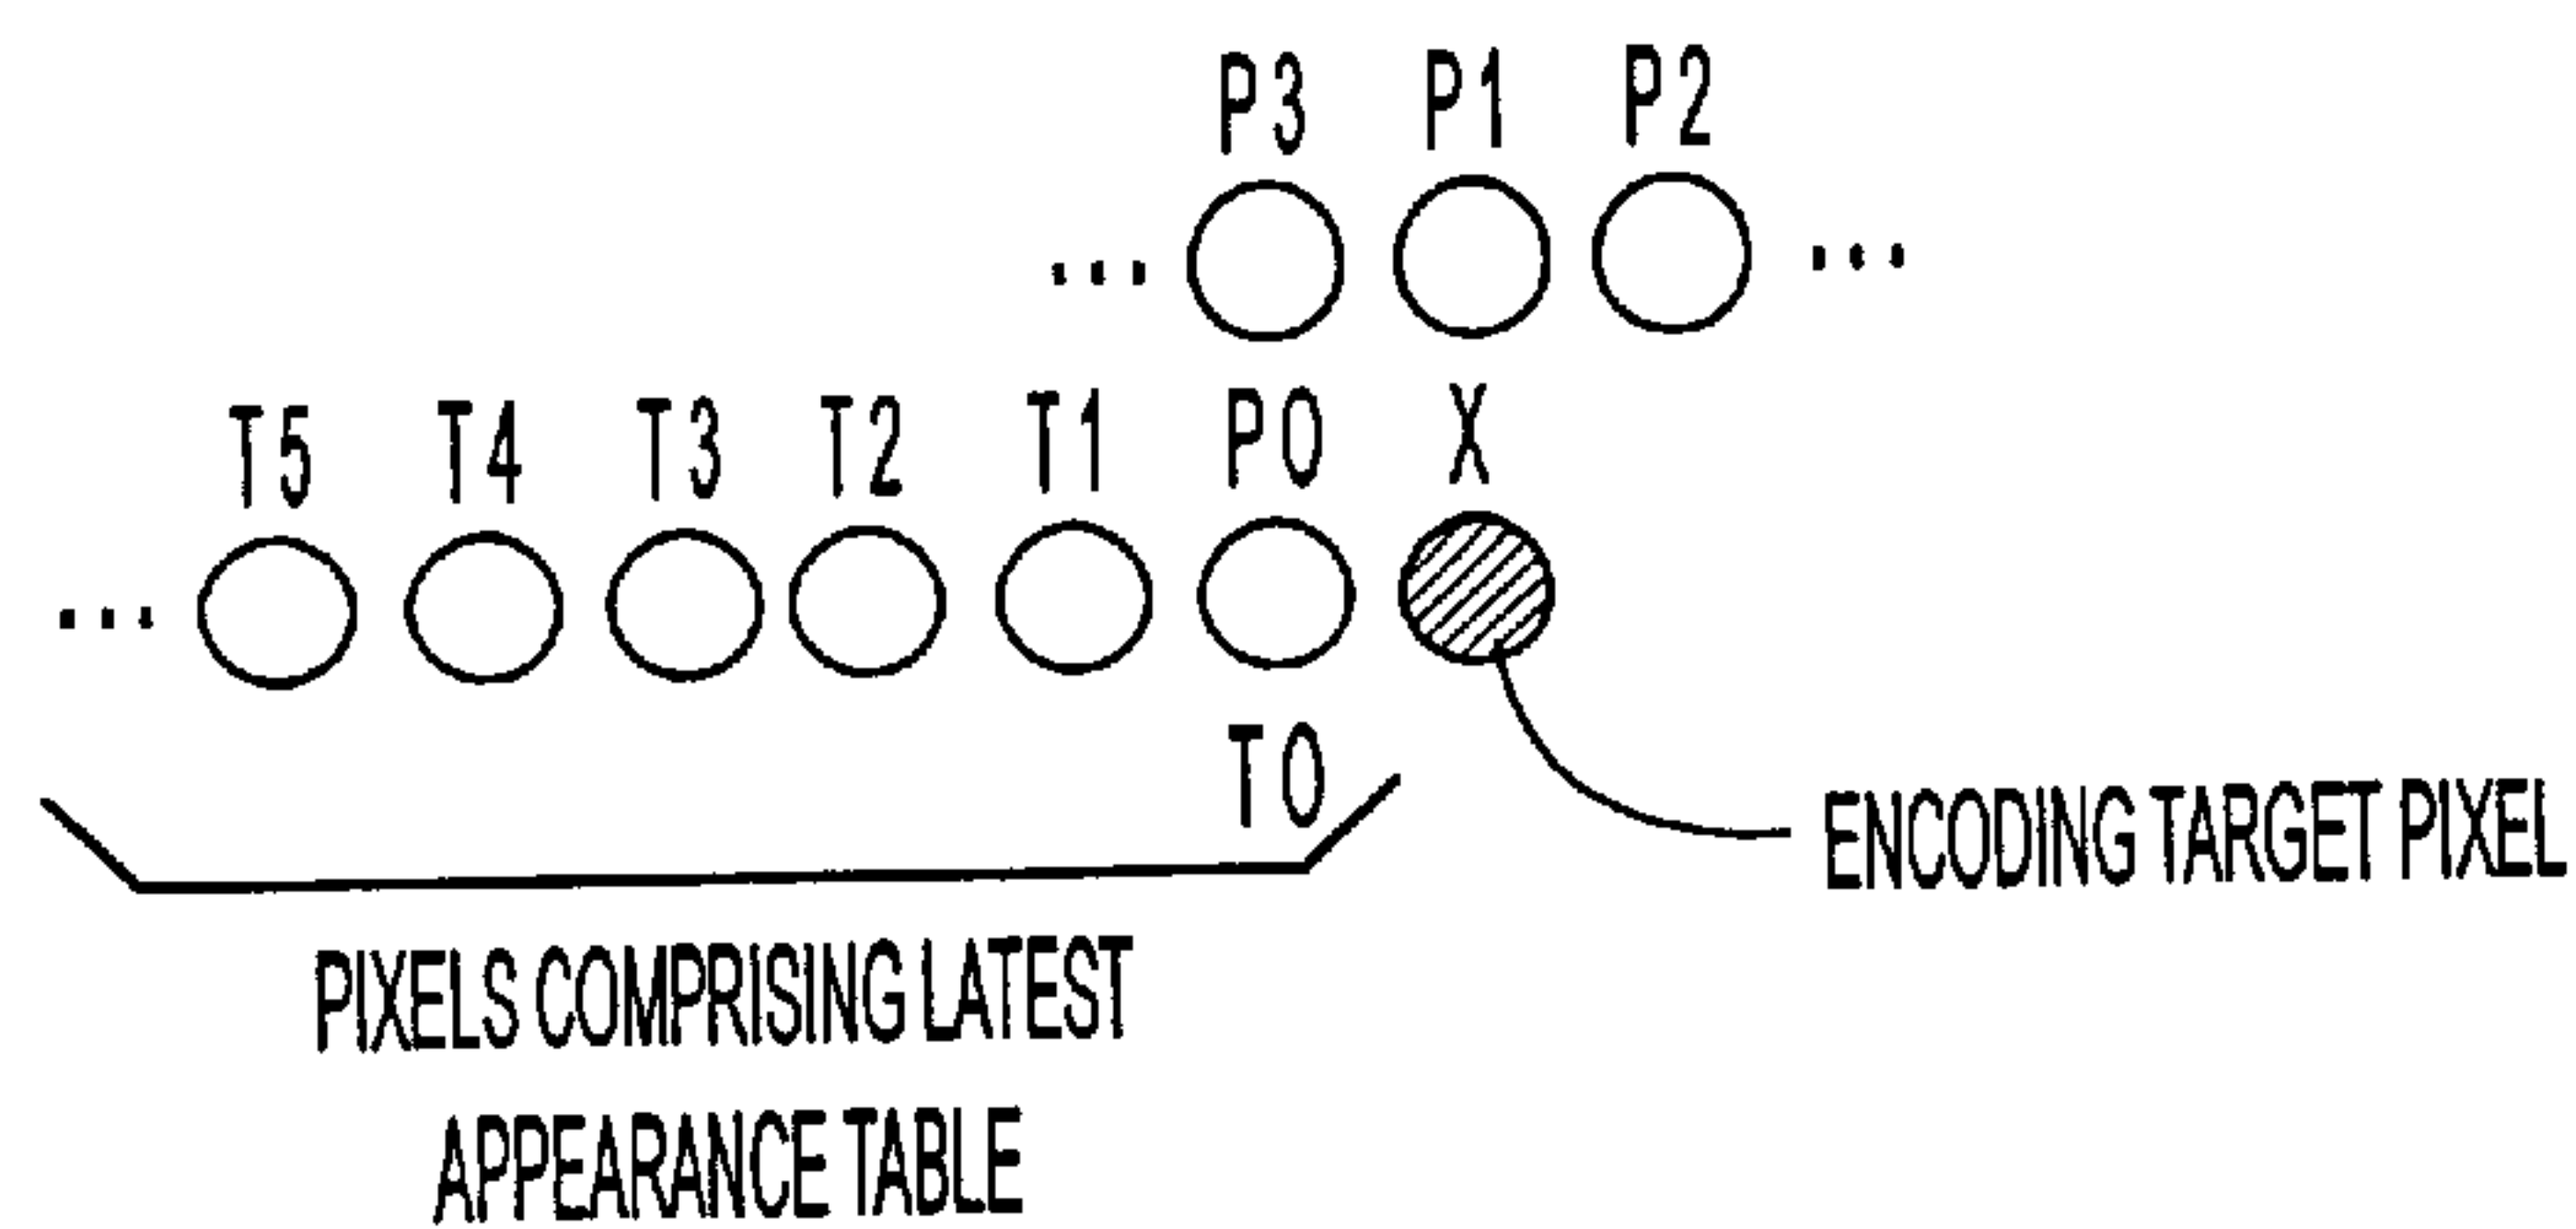 P3 P1 P2
... ...
T5 T4 T3 T2 T1 P0 X
...
T0
ENCODING TARGET PIXEL
PIXELS COMPRISING LATEST
APPEARANCE TABLE